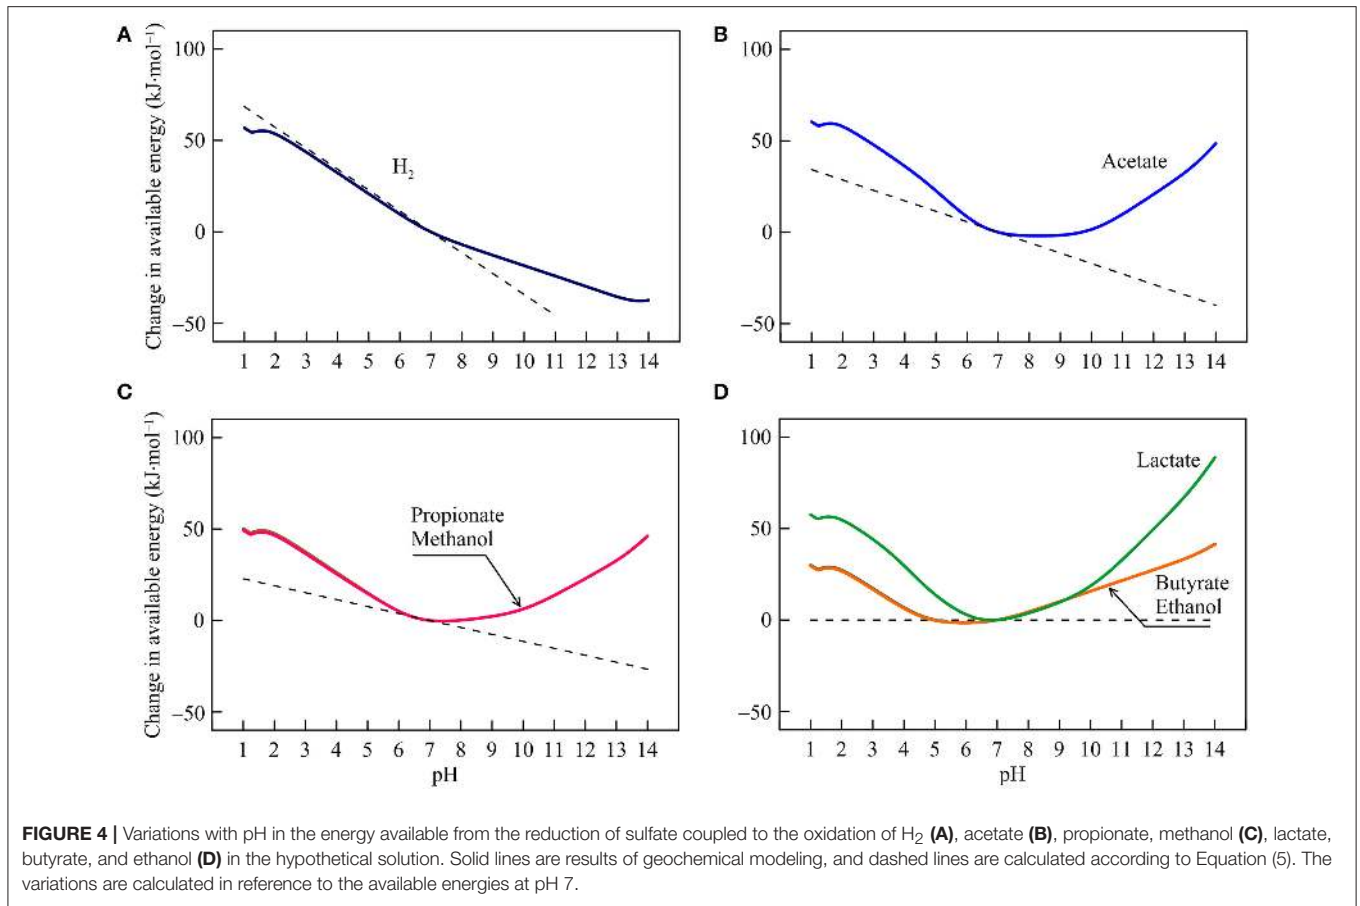 A
Change in available energy (kJ·mol⁻¹)
100
50
0
−50
H₂
1 2 3 4 5 6 7 8 9 10 11 12 13 14
B
100
50
0
−50
Acetate
1 2 3 4 5 6 7 8 9 10 11 12 13 14
C
Change in available energy (kJ·mol⁻¹)
100
50
0
−50
Propionate
Methanol
1 2 3 4 5 6 7 8 9 10 11 12 13 14
pH
D
100
50
0
−50
Lactate
Butyrate
Ethanol
1 2 3 4 5 6 7 8 9 10 11 12 13 14
pH
FIGURE 4 | Variations with pH in the energy available from the reduction of sulfate coupled to the oxidation of H₂ (A), acetate (B), propionate, methanol (C), lactate,
butyrate, and ethanol (D) in the hypothetical solution. Solid lines are results of geochemical modeling, and dashed lines are calculated according to Equation (5). The
variations are calculated in reference to the available energies at pH 7.